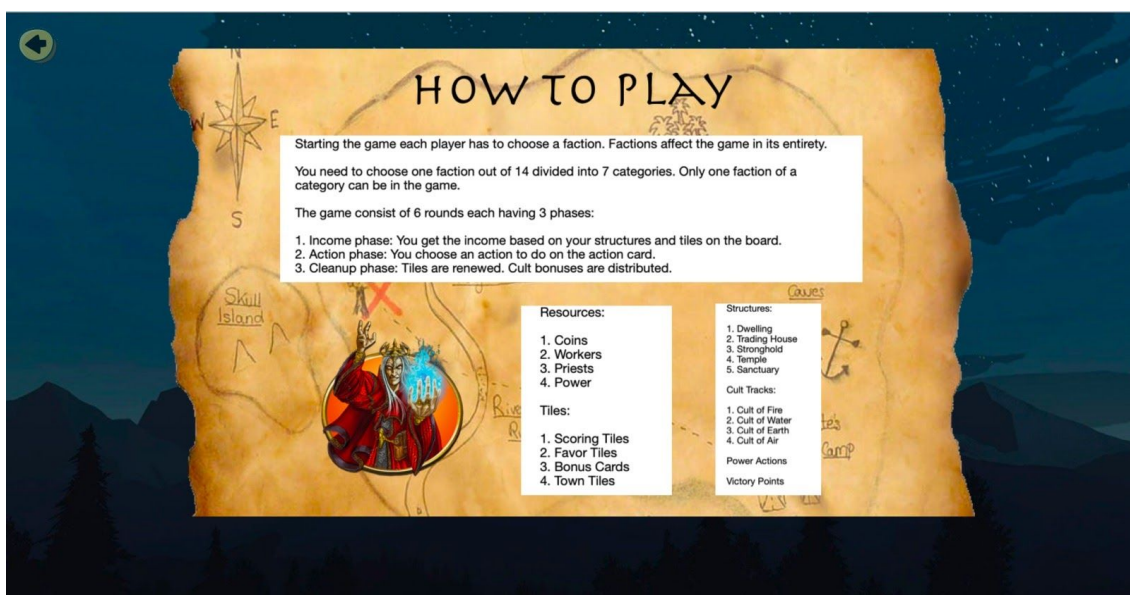 HOW TO PLAY
N
W
E
S
Starting the game each player has to choose a faction. Factions affect the game in its entirety.
You need to choose one faction out of 14 divided into 7 categories. Only one faction of a
category can be in the game.
The game consist of 6 rounds each having 3 phases:
1. Income phase: You get the income based on your structures and tiles on the board.
2. Action phase: You choose an action to do on the action card.
3. Cleanup phase: Tiles are renewed. Cult bonuses are distributed.
Skull
Island
Caves
Resources:
1. Coins
2. Workers
3. Priests
4. Power
Tiles:
1. Scoring Tiles
2. Favor Tiles
3. Bonus Cards
4. Town Tiles
Structures:
1. Dwelling
2. Trading House
3. Stronghold
4. Temple
5. Sanctuary
Cult Tracks:
1. Cult of Fire
2. Cult of Water
3. Cult of Earth
4. Cult of Air
Power Actions
Victory Points